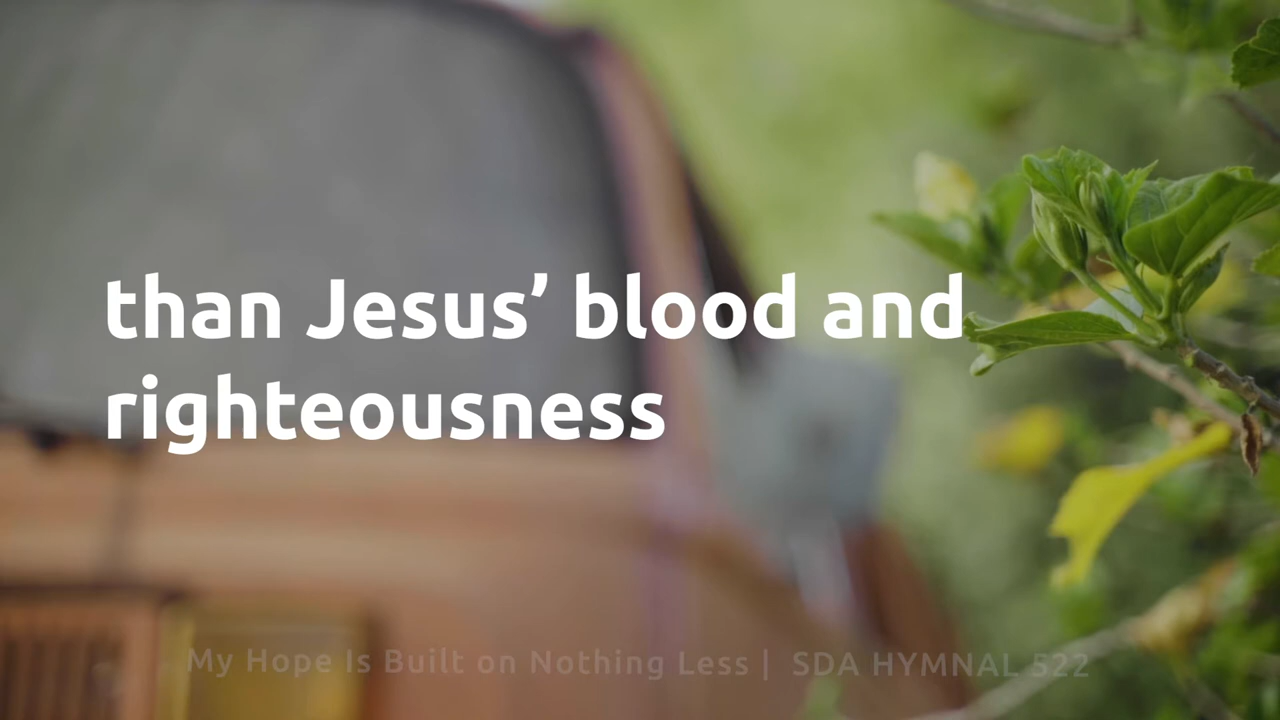 than Jesus’ blood and
righteousness
My Hope Is Built on Nothing Less | SDA HYMNAL 522